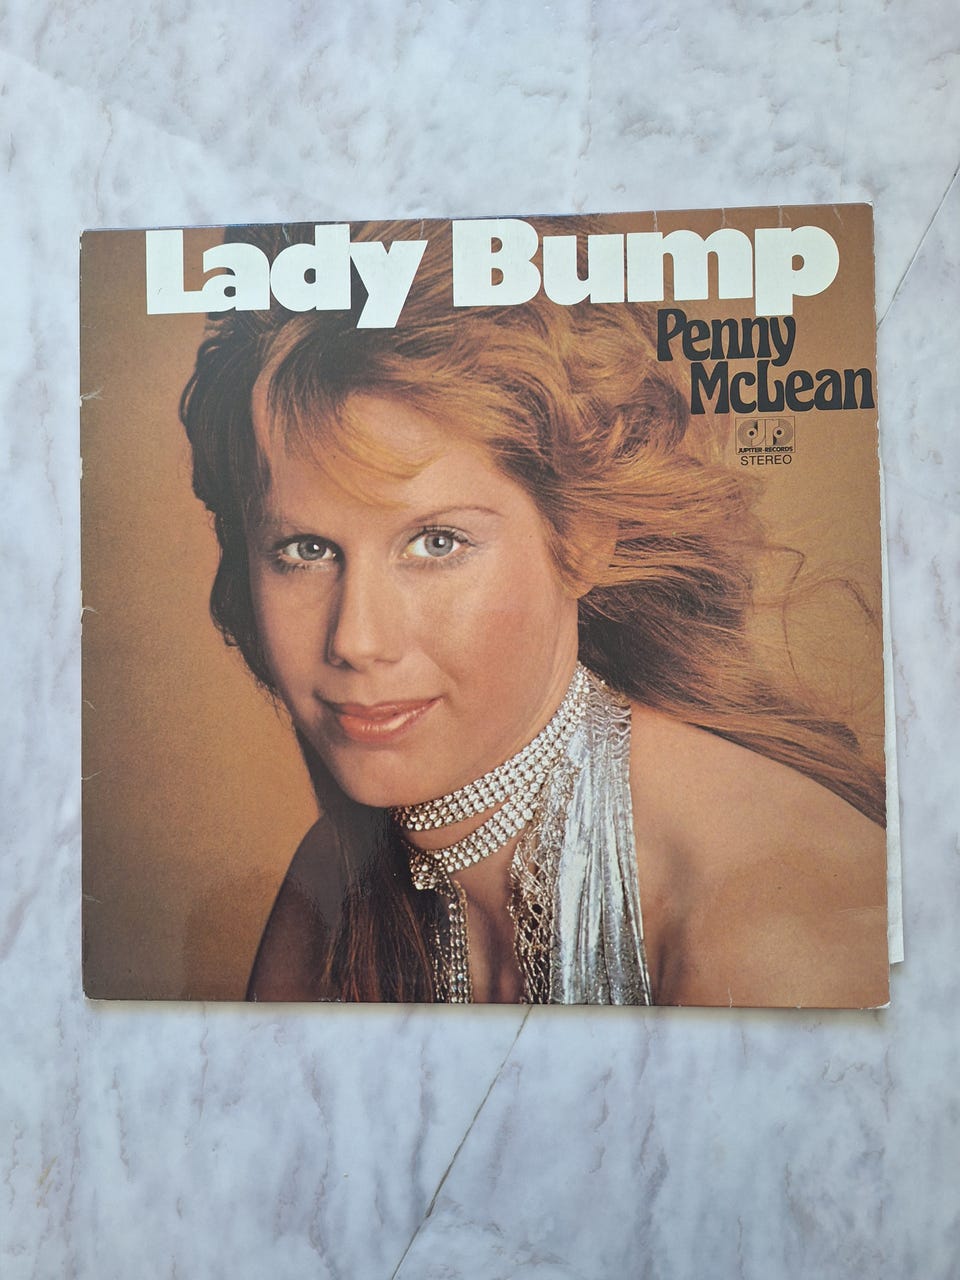 Lady Bump
Penny
McLean
JUPITER-RECORDS
STEREO